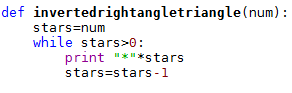 def invertedrightangletriangle(num):
    stars=num
    while stars>0:
        print "*"*stars
        stars=stars-1